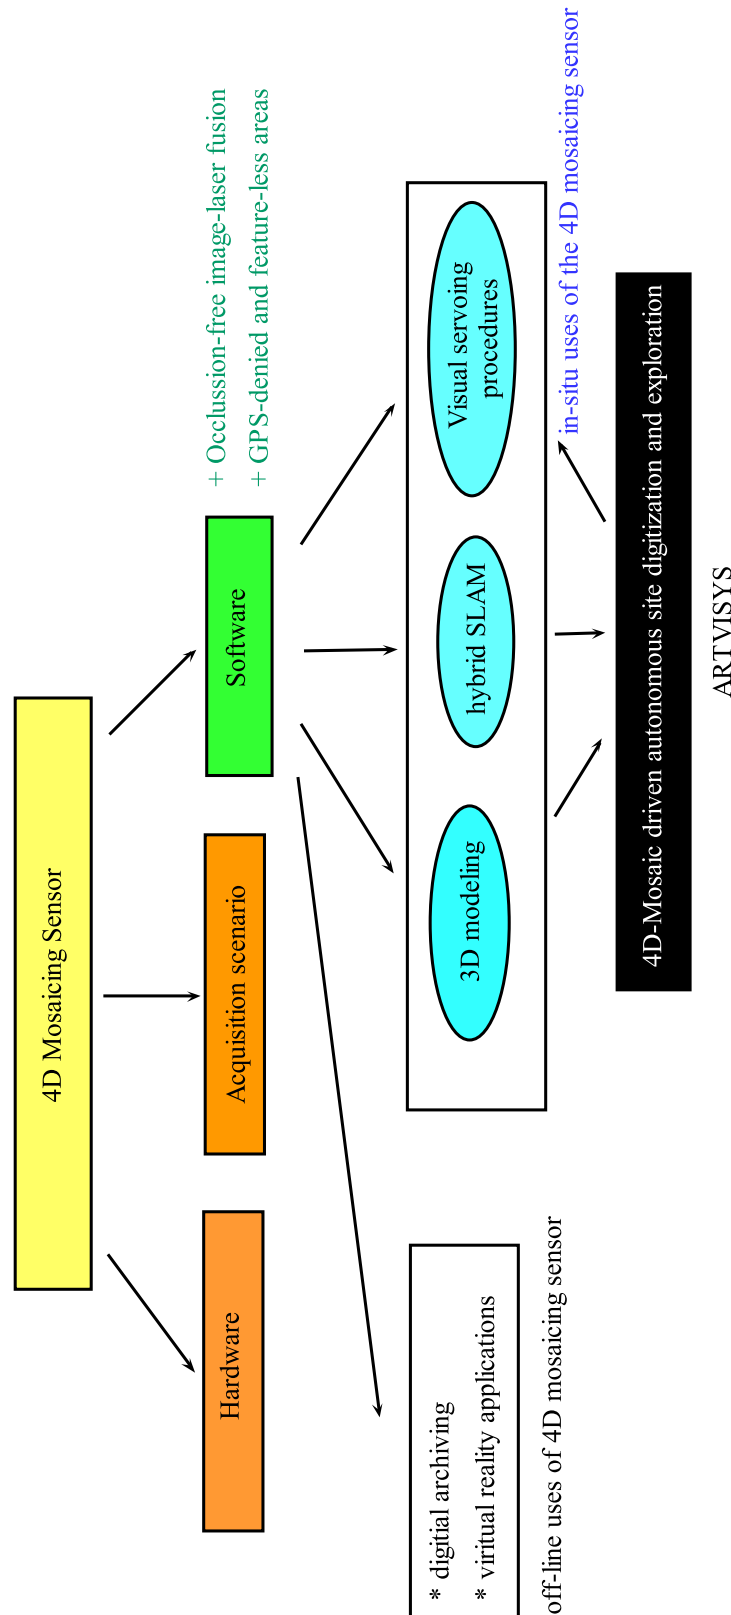 4D Mosaicing Sensor
Hardware
Acquisition scenario
Software
+ Occlussion-free image-laser fusion
+ GPS-denied and feature-less areas
* digitial archiving
* viritual reality applications
off-line uses of 4D mosaicing sensor
3D modeling
hybrid SLAM
Visual servoing
procedures
in-situ uses of the 4D mosaicing sensor
4D-Mosaic driven autonomous site digitization and exploration
ARTVISYS